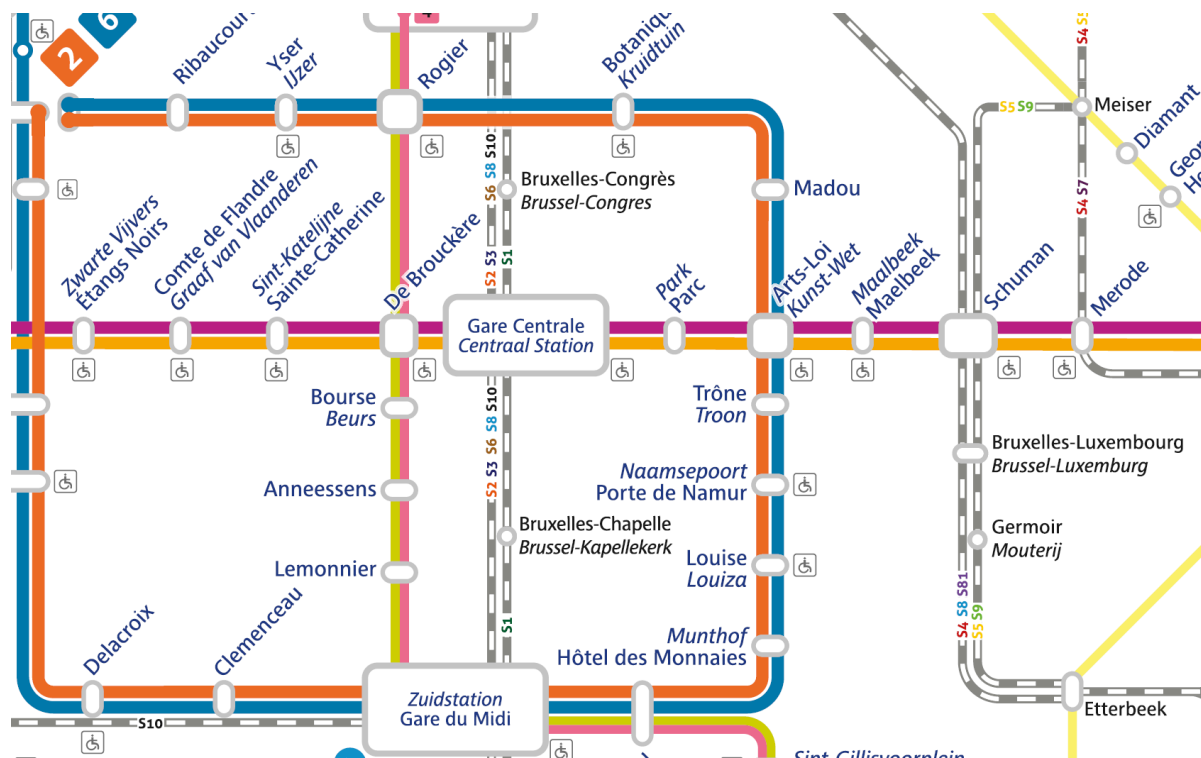 2
6
4
Ribaucourt
Yser
IJzer
Rogier
Botanique
Kruidtuin
S4
S5 S9
Meiser
Diamant
S2 S3 S6 S8 S10
S1
S4 S7
Bruxelles-Congrès
Brussel-Congres
Madou
Zwarte Vijvers
Étangs Noirs
Comte de Flandre
Graaf van Vlaanderen
Sint-Katelijne
Sainte-Catherine
De Brouckère
Gare Centrale
Centraal Station
Park
Parc
Arts-Loi
Kunst-Wet
Maalbeek
Maelbeek
Schuman
Merode
Bourse
Beurs
S2 S3 S6 S8 S10
Trône
Troon
Bruxelles-Luxembourg
Brussel-Luxemburg
Anneessens
Naamsepoort
Porte de Namur
Bruxelles-Chapelle
Brussel-Kapellekerk
Germoir
Mouterij
Lemonnier
Louise
Louiza
S1
S4 S8 S81
S5 S9
Delacroix
Clemenceau
Munthof
Hôtel des Monnaies
Zuidstation
Gare du Midi
Etterbeek
S10